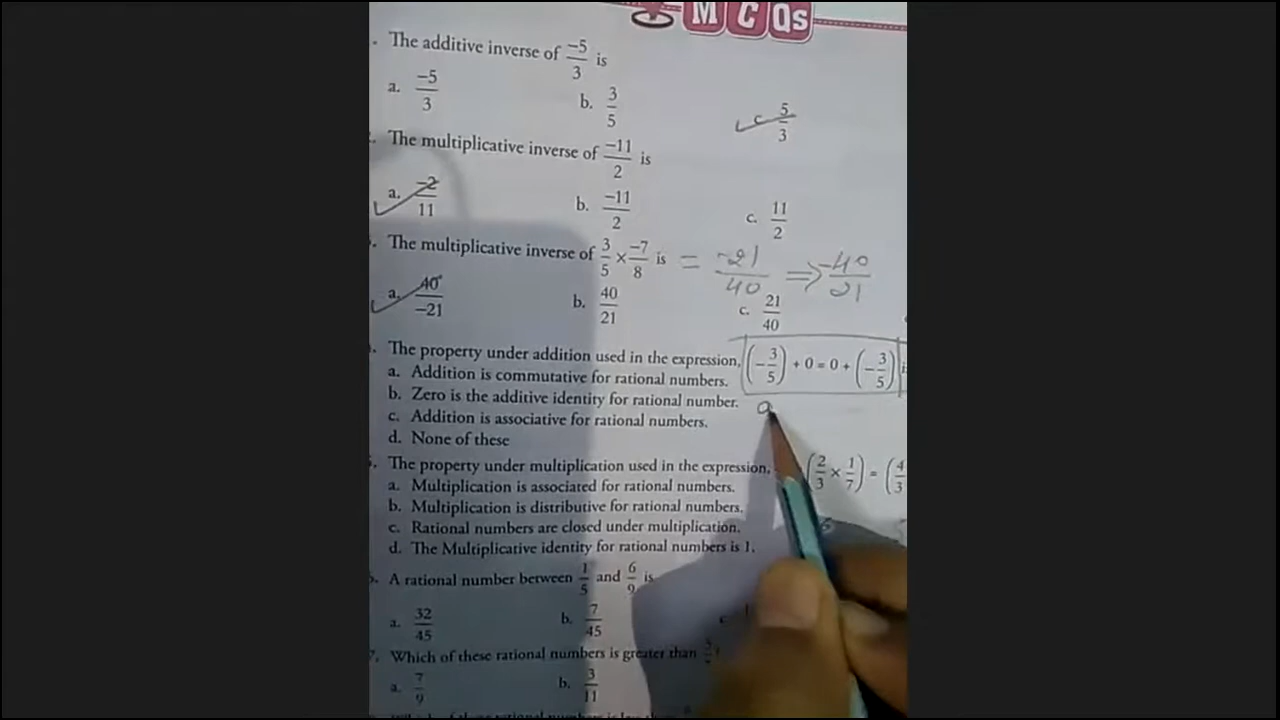 MCQs
. The additive inverse of -5/3 is
a. -5/3 b. 3/5 c. 5/3
. The multiplicative inverse of -11/2 is
a. -2/11 b. -11/2 c. 11/2
. The multiplicative inverse of 3/5 × -7/8 is = -21/40 ⇒ -40/21
a. 40/-21 b. 40/21 c. 21/40
. The property under addition used in the expression, (-3/5) + 0 = 0 + (-3/5) i
a. Addition is commutative for rational numbers.
b. Zero is the additive identity for rational number.
c. Addition is associative for rational numbers.
d. None of these
. The property under multiplication used in the expression, (2/3 × 1/7) = (4/3
a. Multiplication is associated for rational numbers.
b. Multiplication is distributive for rational numbers.
c. Rational numbers are closed under multiplication.
d. The Multiplicative identity for rational numbers is 1.
. A rational number between 1/5 and 6/9 is
a. 32/45 b. 7/45 c.
7. Which of these rational numbers is greater than
a. 7/9 b. 3/11